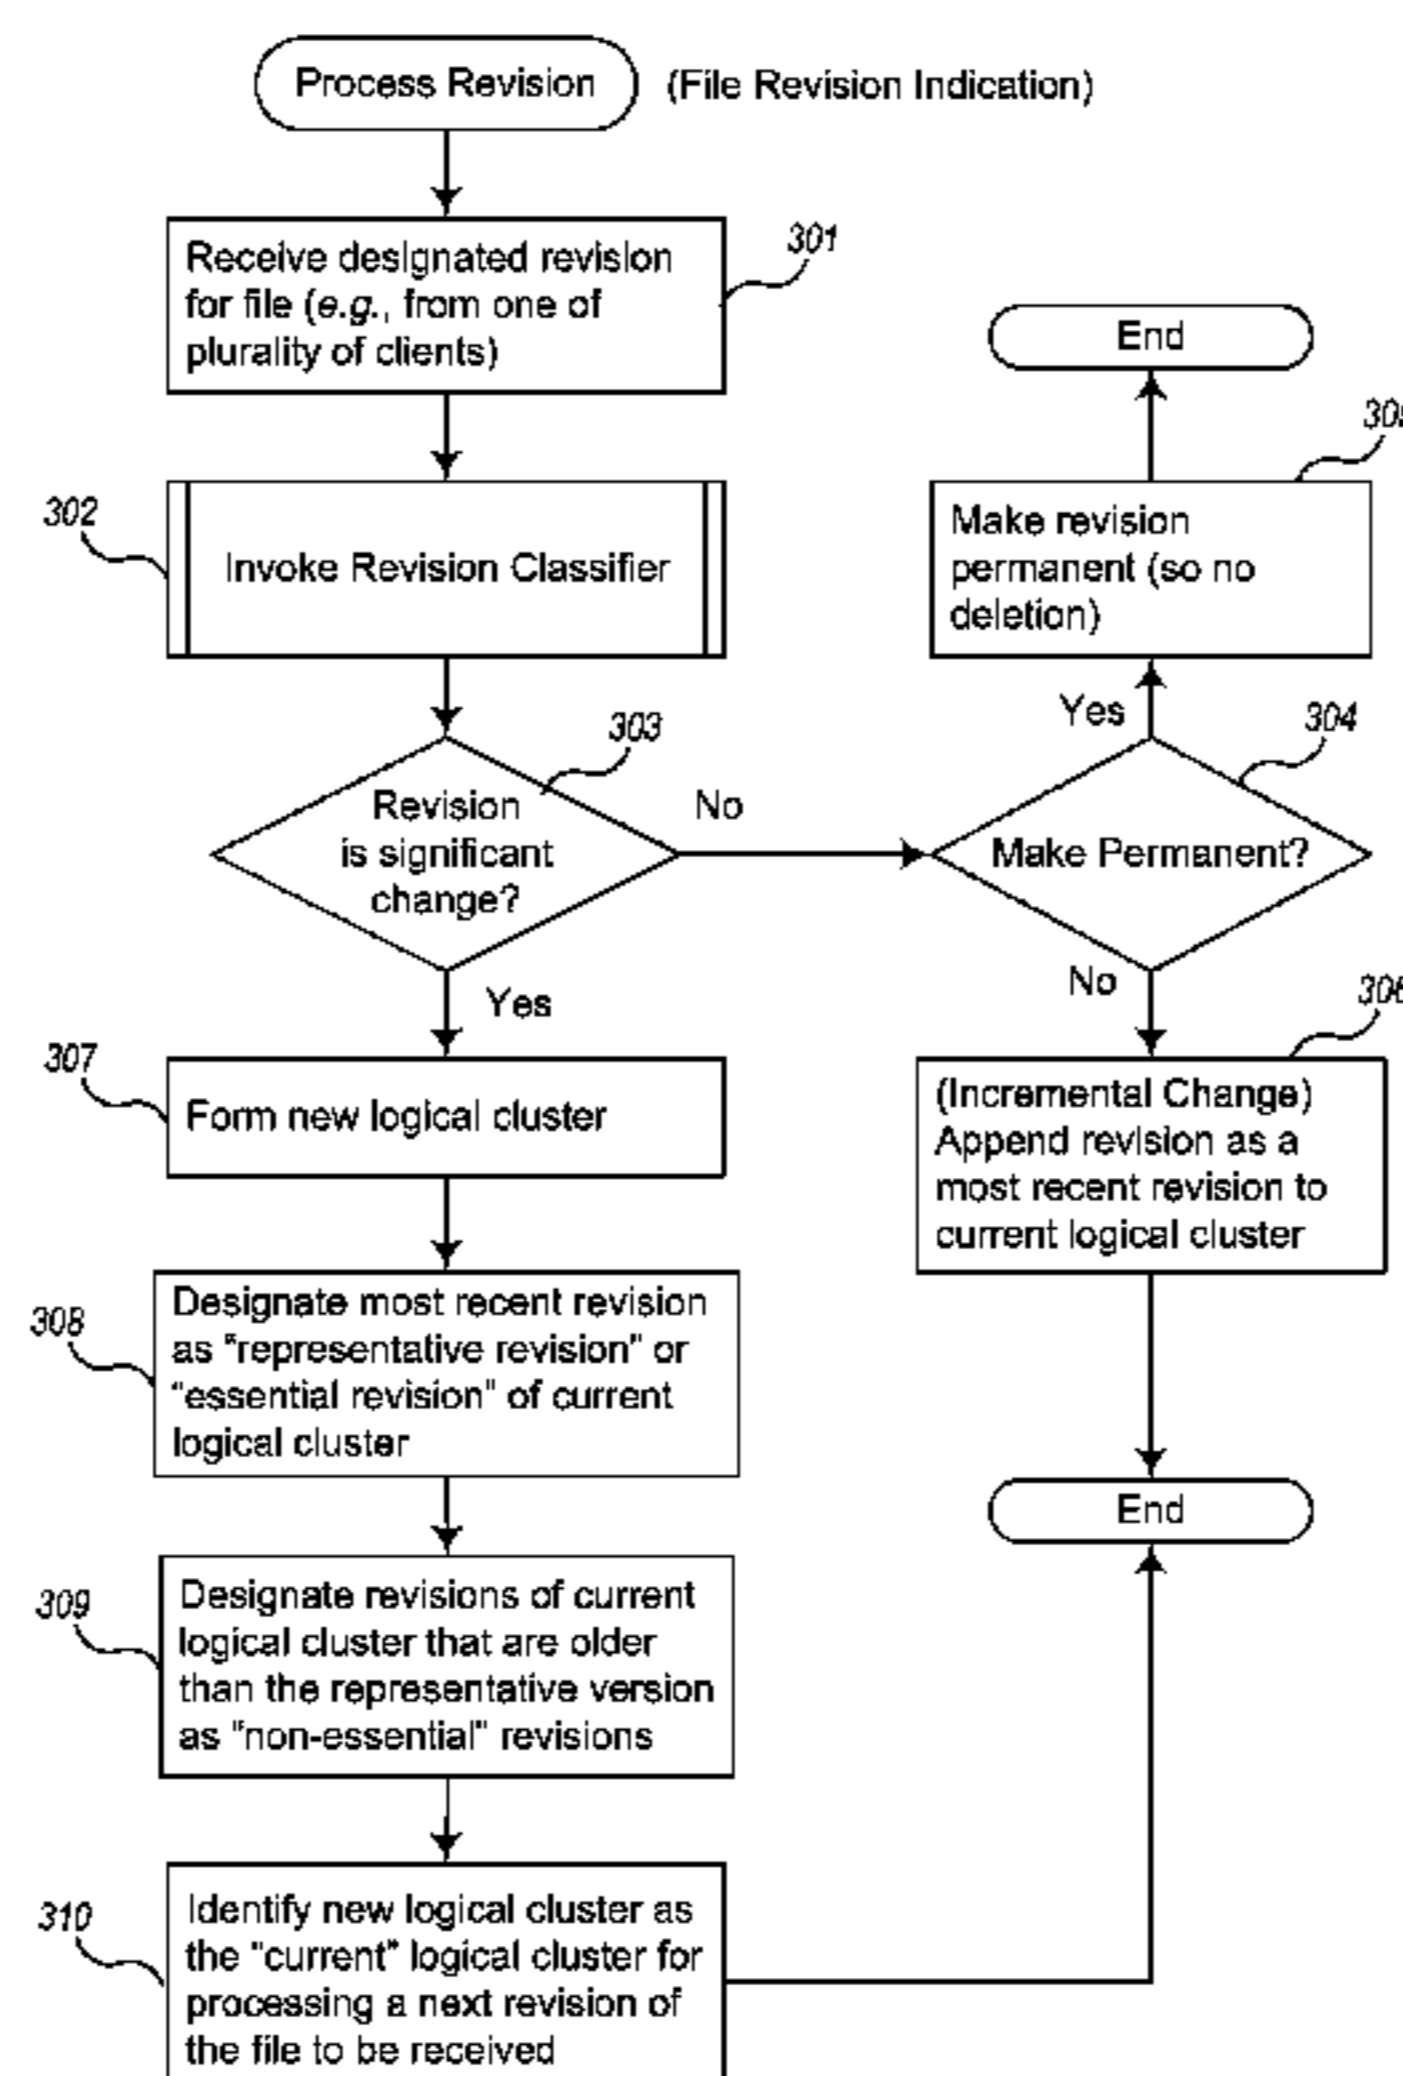 Process Revision (File Revision Indication)
301
Receive designated revision
for file (e.g., from one of
plurality of clients)
302
Invoke Revision Classifier
303
Revision
is significant
change?
No
Yes
304
Make Permanent?
Yes
Make revision
permanent (so no
deletion)
End
No
306
(Incremental Change)
Append revision as a
most recent revision to
current logical cluster
End
307
Form new logical cluster
308
Designate most recent revision
as "representative revision" or
"essential revision" of current
logical cluster
309
Designate revisions of current
logical cluster that are older
than the representative version
as "non-essential" revisions
310
Identify new logical cluster as
the "current" logical cluster for
processing a next revision of
the file to be received